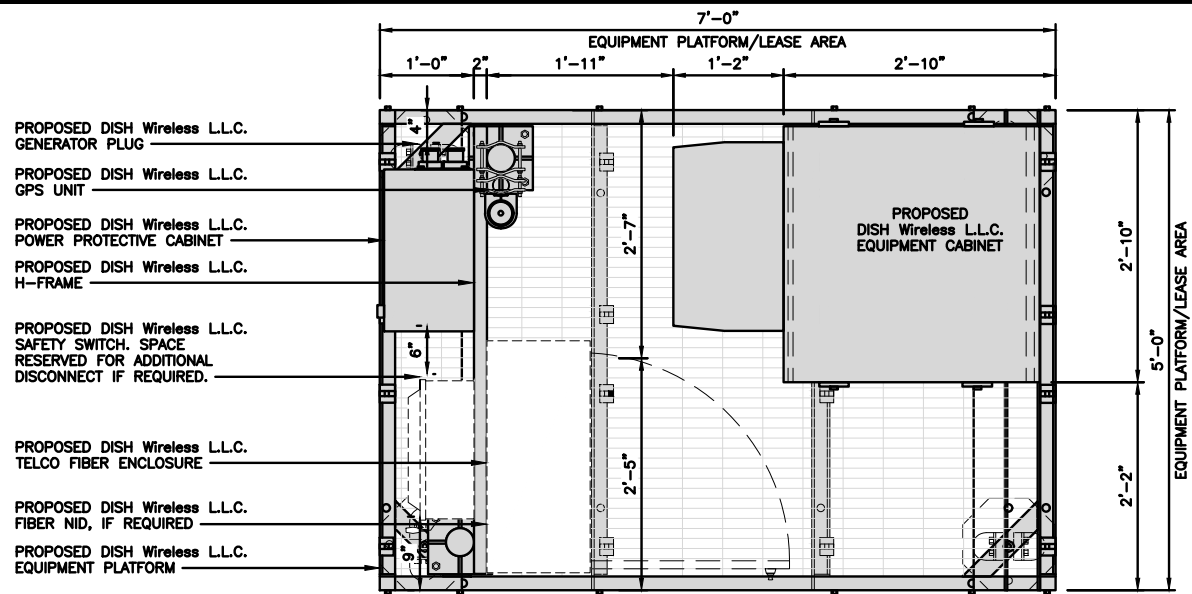 7'-0"
EQUIPMENT PLATFORM/LEASE AREA
1'-0"
2"
1'-11"
1'-2"
2'-10"
PROPOSED DISH Wireless L.L.C.
GENERATOR PLUG
PROPOSED DISH Wireless L.L.C.
GPS UNIT
PROPOSED DISH Wireless L.L.C.
POWER PROTECTIVE CABINET
PROPOSED DISH Wireless L.L.C.
H-FRAME
PROPOSED DISH Wireless L.L.C.
SAFETY SWITCH. SPACE
RESERVED FOR ADDITIONAL
DISCONNECT IF REQUIRED.
PROPOSED DISH Wireless L.L.C.
TELCO FIBER ENCLOSURE
PROPOSED DISH Wireless L.L.C.
FIBER NID, IF REQUIRED
PROPOSED DISH Wireless L.L.C.
EQUIPMENT PLATFORM
4"
6"
9"
2'-7"
2'-5"
PROPOSED
DISH Wireless L.L.C.
EQUIPMENT CABINET
2'-10"
2'-2"
5'-0"
EQUIPMENT PLATFORM/LEASE AREA